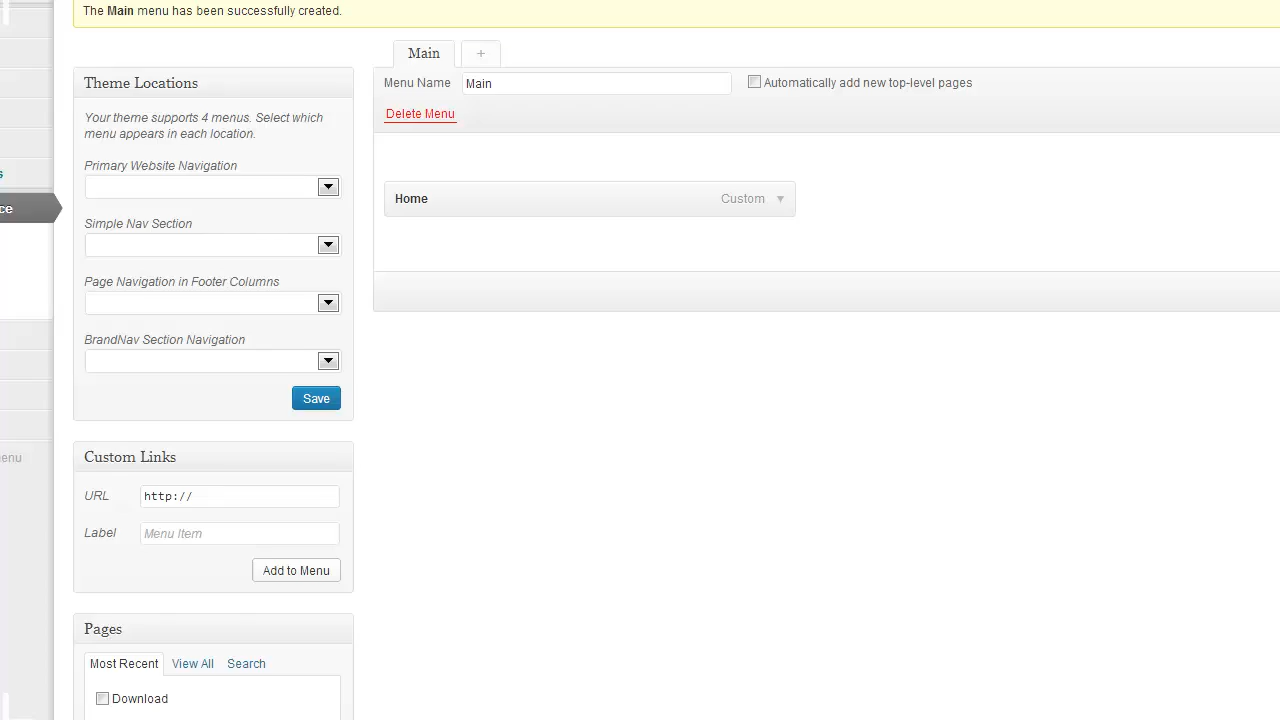 The Main menu has been successfully created.
Main +
Theme Locations
Menu Name Main Automatically add new top-level pages
Delete Menu
Your theme supports 4 menus. Select which
menu appears in each location.
Primary Website Navigation
s
ce
Home Custom
Simple Nav Section
Page Navigation in Footer Columns
BrandNav Section Navigation
Save
Custom Links
enu
URL http://
Label Menu Item
Add to Menu
Pages
Most Recent View All Search
Download